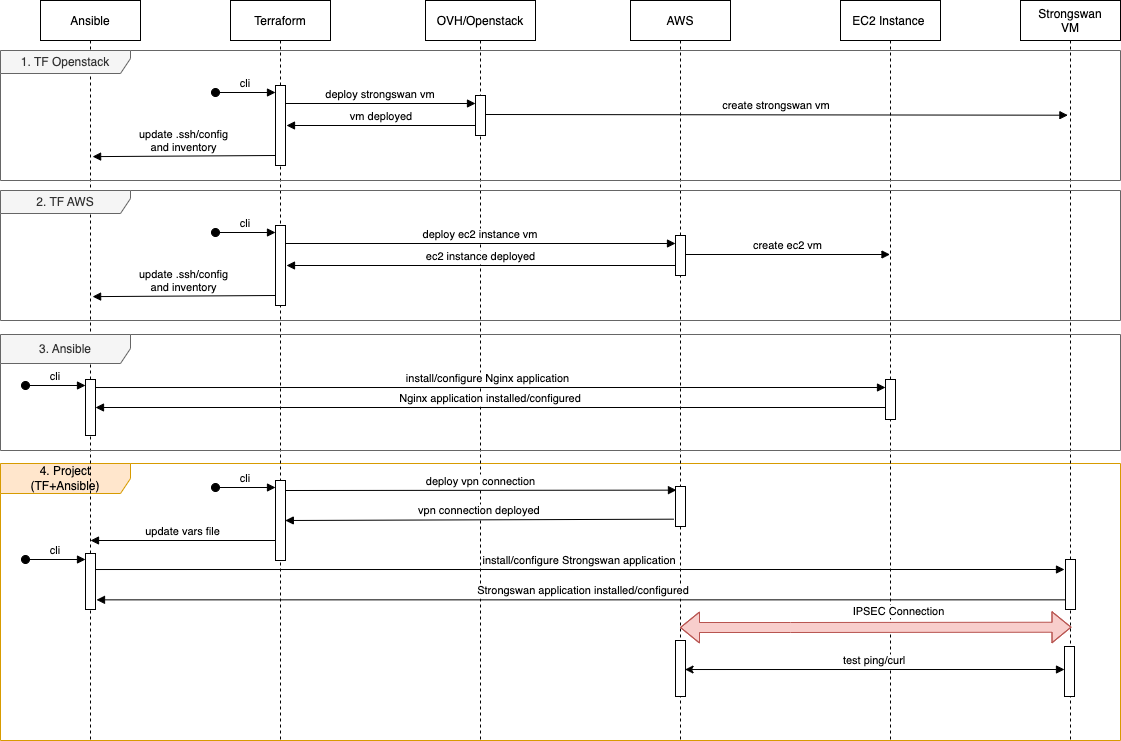 Ansible
Terraform
OVH/Openstack
AWS
EC2 Instance
Strongswan
VM
1. TF Openstack
cli
deploy strongswan vm
create strongswan vm
vm deployed
update .ssh/config
and inventory
2. TF AWS
cli
deploy ec2 instance vm
create ec2 vm
ec2 instance deployed
update .ssh/config
and inventory
3. Ansible
cli
install/configure Nginx application
Nginx application installed/configured
4. Project
(TF+Ansible)
cli
deploy vpn connection
vpn connection deployed
update vars file
cli
install/configure Strongswan application
Strongswan application installed/configured
IPSEC Connection
test ping/curl